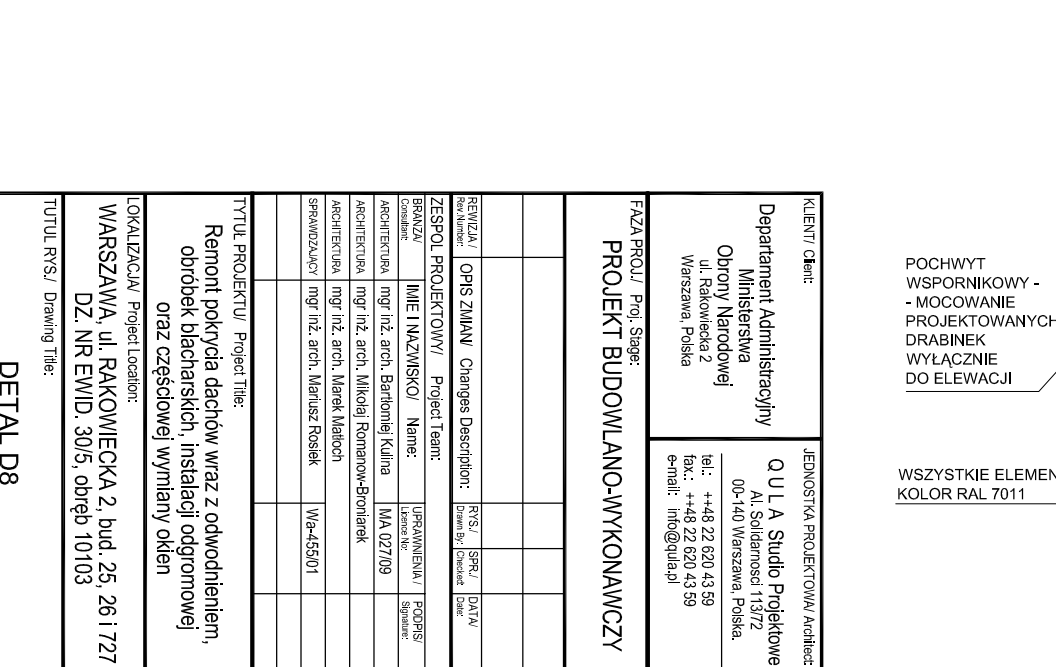 KLIENT/ Client:
Departament Administracyjny
Ministerstwa
Obrony Narodowej
ul. Rakowiecka 2
Warszawa, Polska
JEDNOSTKA PROJEKTOWA/ Architect:
Q U L A Studio Projektowe
Al. Solidarnosci 113/72
00-140 Warszawa, Polska.
tel.: ++48 22 620 43 59
fax.: ++48 22 620 43 59
e-mail: info@qula.pl
FAZA PROJ./ Proj. Stage:
PROJEKT BUDOWLANO-WYKONAWCZY
REWIZJA / Rev.Number: OPIS ZMIAN/ Changes Description: RYS./ Drawn By: SPR./ Checked: DATA/ Date:
ZESPOL PROJEKTOWY/ Project Team:
BRANZA/ Consultant: IMIE I NAZWISKO/ Name: UPRAWNIENIA / Licence No: PODPIS/ Signature:
ARCHITEKTURA mgr inż. arch. Bartłomiej Kulina MA 027/09
ARCHITEKTURA mgr inż. arch. Mikołaj Romanow-Broniarek
ARCHITEKTURA mgr inż. arch. Marek Matłoch
SPRAWDZAJĄCY mgr inż. arch. Mariusz Rosiek Wa-455/01
TYTUŁ PROJEKTU/ Project Title:
Remont pokrycia dachów wraz z odwodnieniem,
obróbek blacharskich, instalacji odgromowej
oraz częściowej wymiany okien
LOKALIZACJA/ Project Location:
WARSZAWA, ul. RAKOWIECKA 2, bud. 25, 26 i 727
DZ. NR EWID. 30/5, obręb 10103
TUTUL RYS./ Drawing Title:
DETAL D8
POCHWYT
WSPORNIKOWY -
- MOCOWANIE
PROJEKTOWANYCH
DRABINEK
WYŁĄCZNIE
DO ELEWACJI
WSZYSTKIE ELEMEN
KOLOR RAL 7011